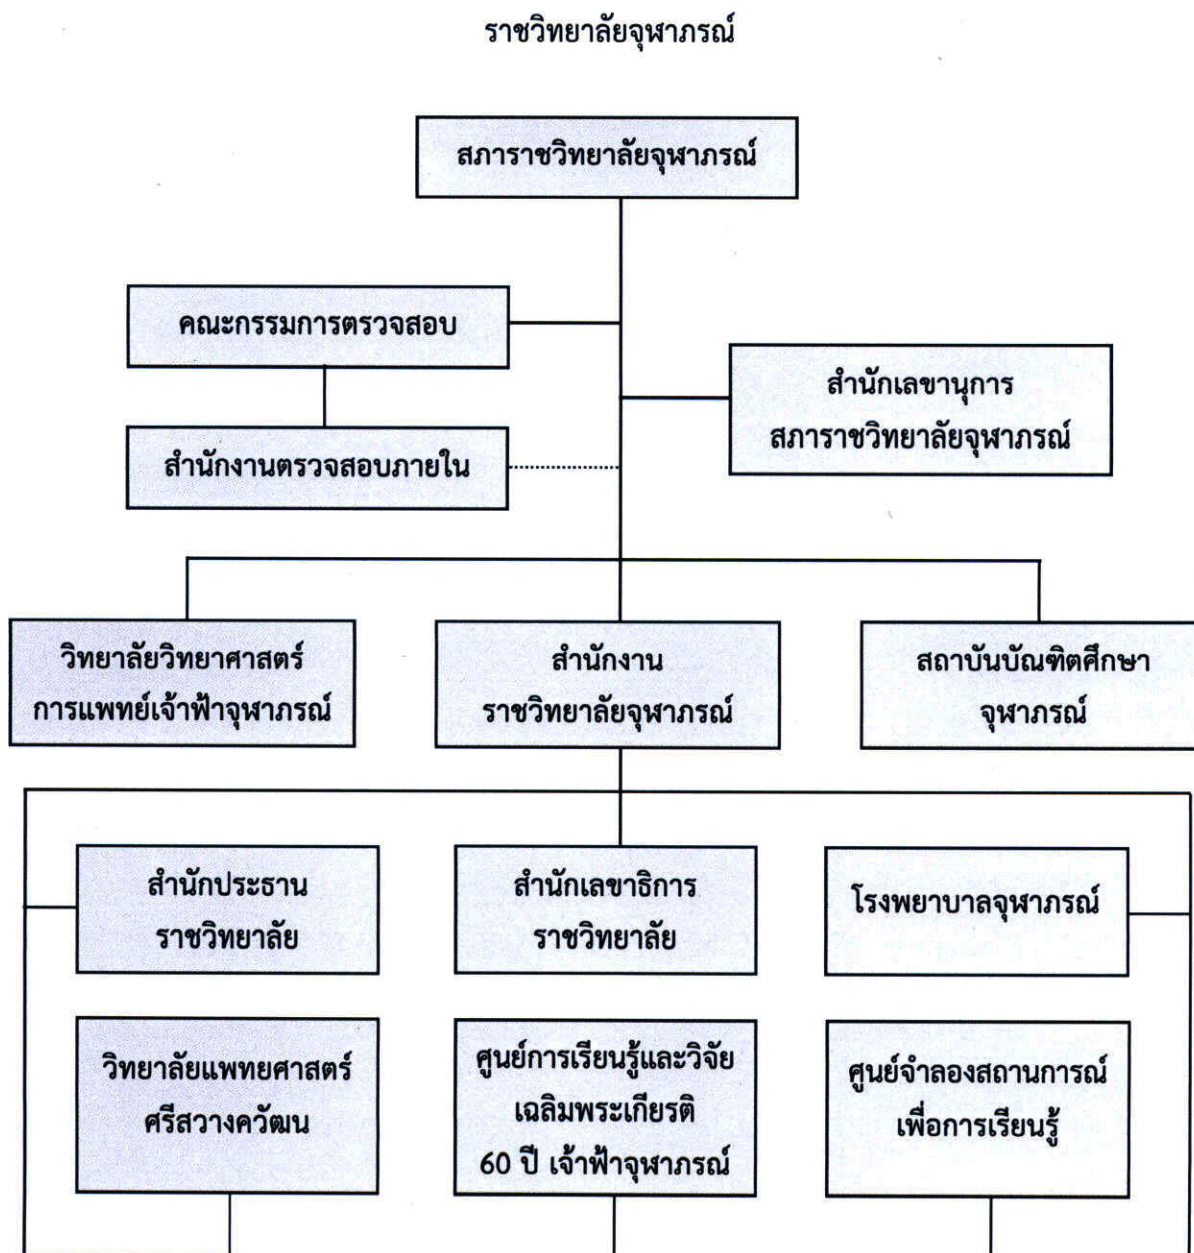 ราชวิทยาลัยจุฬาภรณ์
สภาราชวิทยาลัยจุฬาภรณ์
คณะกรรมการตรวจสอบ
สำนักเลขานุการ
สภาราชวิทยาลัยจุฬาภรณ์
สำนักงานตรวจสอบภายใน
วิทยาลัยวิทยาศาสตร์
การแพทย์เจ้าฟ้าจุฬาภรณ์
สำนักงาน
ราชวิทยาลัยจุฬาภรณ์
สถาบันบัณฑิตศึกษา
จุฬาภรณ์
สำนักประธาน
ราชวิทยาลัย
สำนักเลขาธิการ
ราชวิทยาลัย
โรงพยาบาลจุฬาภรณ์
วิทยาลัยแพทยศาสตร์
ศรีสวางควัฒน
ศูนย์การเรียนรู้และวิจัย
เฉลิมพระเกียรติ
60 ปี เจ้าฟ้าจุฬาภรณ์
ศูนย์จำลองสถานการณ์
เพื่อการเรียนรู้